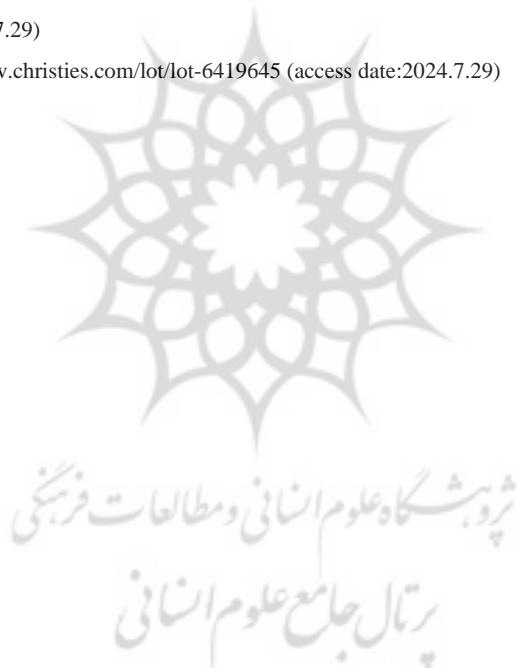 7.29)
w.christies.com/lot/lot-6419645 (access date:2024.7.29)
پژوهشگاه علوم انسانی و مطالعات فرهنگی
پرتال جامع علوم انسانی